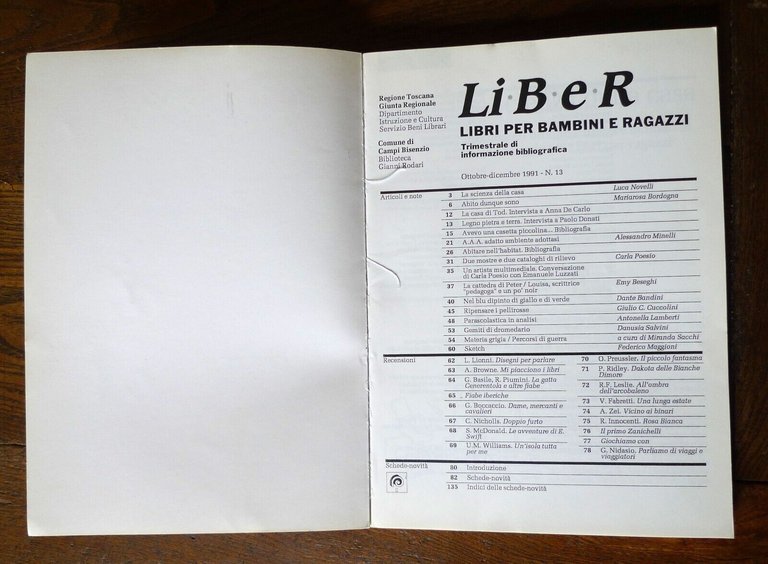 Regione Toscana
Giunta Regionale
Dipartimento
Istruzione e Cultura
Servizio Beni Librari
Comune di
Campi Bisenzio
Biblioteca
Gianni Rodari
Li·B·e·R
LIBRI PER BAMBINI E RAGAZZI
Trimestrale di
informazione bibliografica
Ottobre-dicembre 1991 - N. 13
Articoli e note
3 La scienza della casa Luca Novelli
6 Abito dunque sono Mariarosa Bordogna
12 La casa di Tod. Intervista a Anna De Carlo
13 Legno pietra e terra. Intervista a Paolo Donati
15 Avevo una casetta piccolina... Bibliografia
21 A.A.A. adatto ambiente adottasi Alessandro Minelli
26 Abitare nell'habitat. Bibliografia
31 Due mostre e due cataloghi di rilievo Carla Poesio
35 Un artista multimediale. Conversazione
di Carla Poesio con Emanuele Luzzati
37 La cattedra di Peter / Louisa, scrittrice
"pedagoga" e un po' noir Emy Beseghi
40 Nel blu dipinto di giallo e di verde Dante Bandini
45 Ripensare i pellirosse Giulio C. Cuccolini
48 Parascolastica in analisi Antonella Lamberti
53 Gomiti di dromedario Danusia Salvini
54 Materia grigia / Percorsi di guerra a cura di Miranda Sacchi
60 Sketch Federico Maggioni
Recensioni
62 L. Lionni. Disegni per parlare
63 A. Browne. Mi piacciono i libri
64 G. Basile, R. Piumini. La gatta
Cenerentola e altre fiabe
65 Fiabe iberiche
66 G. Boccaccio. Dame, mercanti e
cavalieri
67 C. Nicholls. Doppio furto
68 S. McDonald. Le avventure di E.
Swift
69 U.M. Williams. Un'isola tutta
per me
70 O. Preussler. Il piccolo fantasma
71 P. Ridley. Dakota delle Bianche
Dimore
72 R.F. Leslie. All'ombra
dell'arcobaleno
73 V. Fabretti. Una lunga estate
74 A. Zei. Vicino ai binari
75 R. Innocenti. Rosa Bianca
76 Il primo Zanichelli
77 Giochiamo con
78 G. Nidasio. Parliamo di viaggi e
viaggiatori
Schede-novità
80 Introduzione
82 Schede-novità
135 Indici delle schede-novità